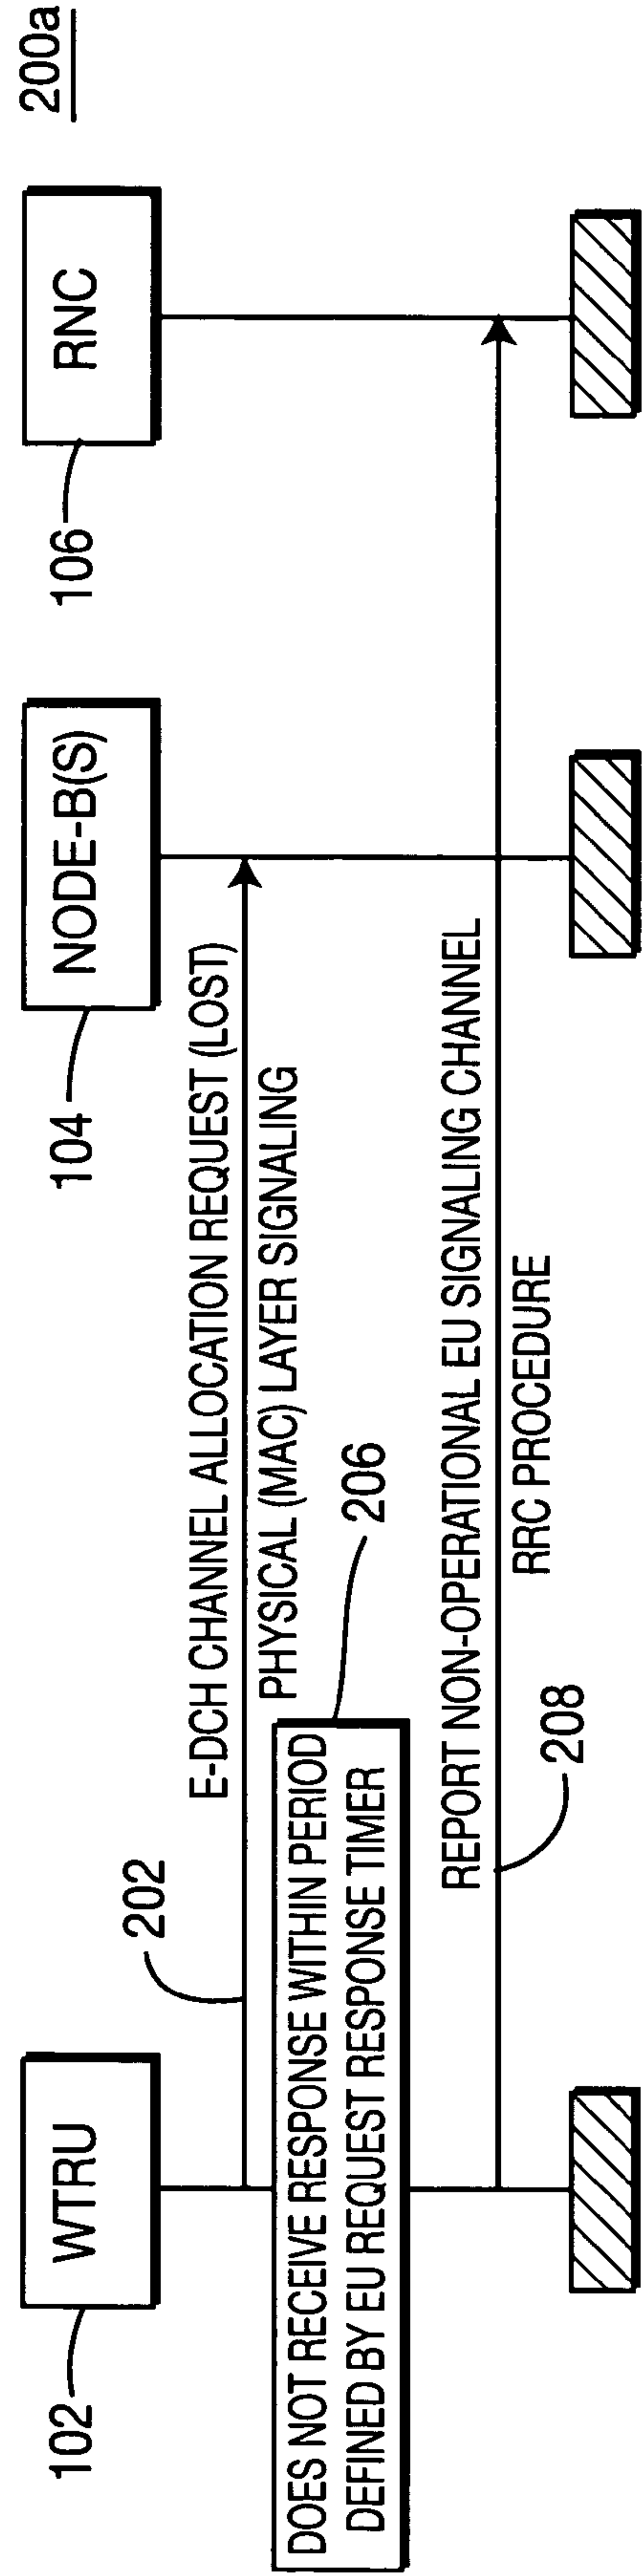 200a
WTRU
NODE-B(S)
RNC
102
104
106
202
E-DCH CHANNEL ALLOCATION REQUEST (LOST)
PHYSICAL (MAC) LAYER SIGNALING
DOES NOT RECEIVE RESPONSE WITHIN PERIOD
DEFINED BY EU REQUEST RESPONSE TIMER
206
REPORT NON-OPERATIONAL EU SIGNALING CHANNEL
RRC PROCEDURE
208